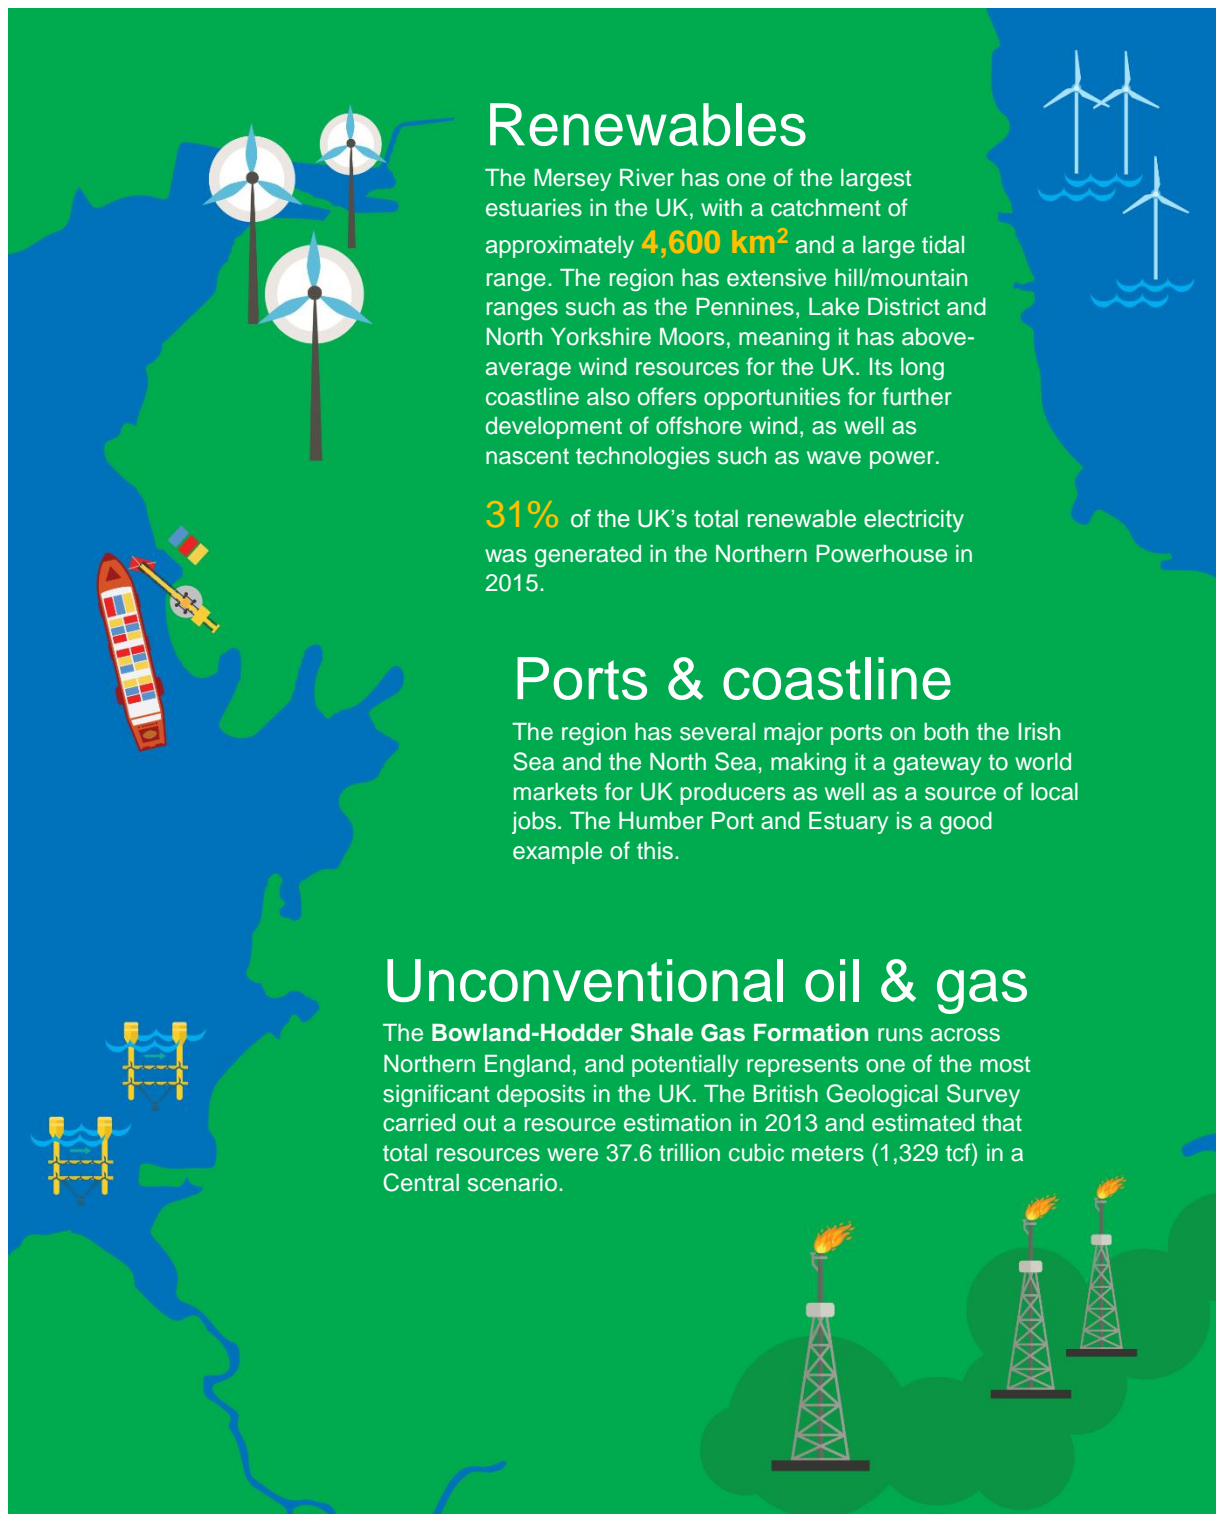 Renewables
The Mersey River has one of the largest
estuaries in the UK, with a catchment of
approximately 4,600 km² and a large tidal
range. The region has extensive hill/mountain
ranges such as the Pennines, Lake District and
North Yorkshire Moors, meaning it has above-
average wind resources for the UK. Its long
coastline also offers opportunities for further
development of offshore wind, as well as
nascent technologies such as wave power.
31% of the UK’s total renewable electricity
was generated in the Northern Powerhouse in
2015.
Ports & coastline
The region has several major ports on both the Irish
Sea and the North Sea, making it a gateway to world
markets for UK producers as well as a source of local
jobs. The Humber Port and Estuary is a good
example of this.
Unconventional oil & gas
The Bowland-Hodder Shale Gas Formation runs across
Northern England, and potentially represents one of the most
significant deposits in the UK. The British Geological Survey
carried out a resource estimation in 2013 and estimated that
total resources were 37.6 trillion cubic meters (1,329 tcf) in a
Central scenario.